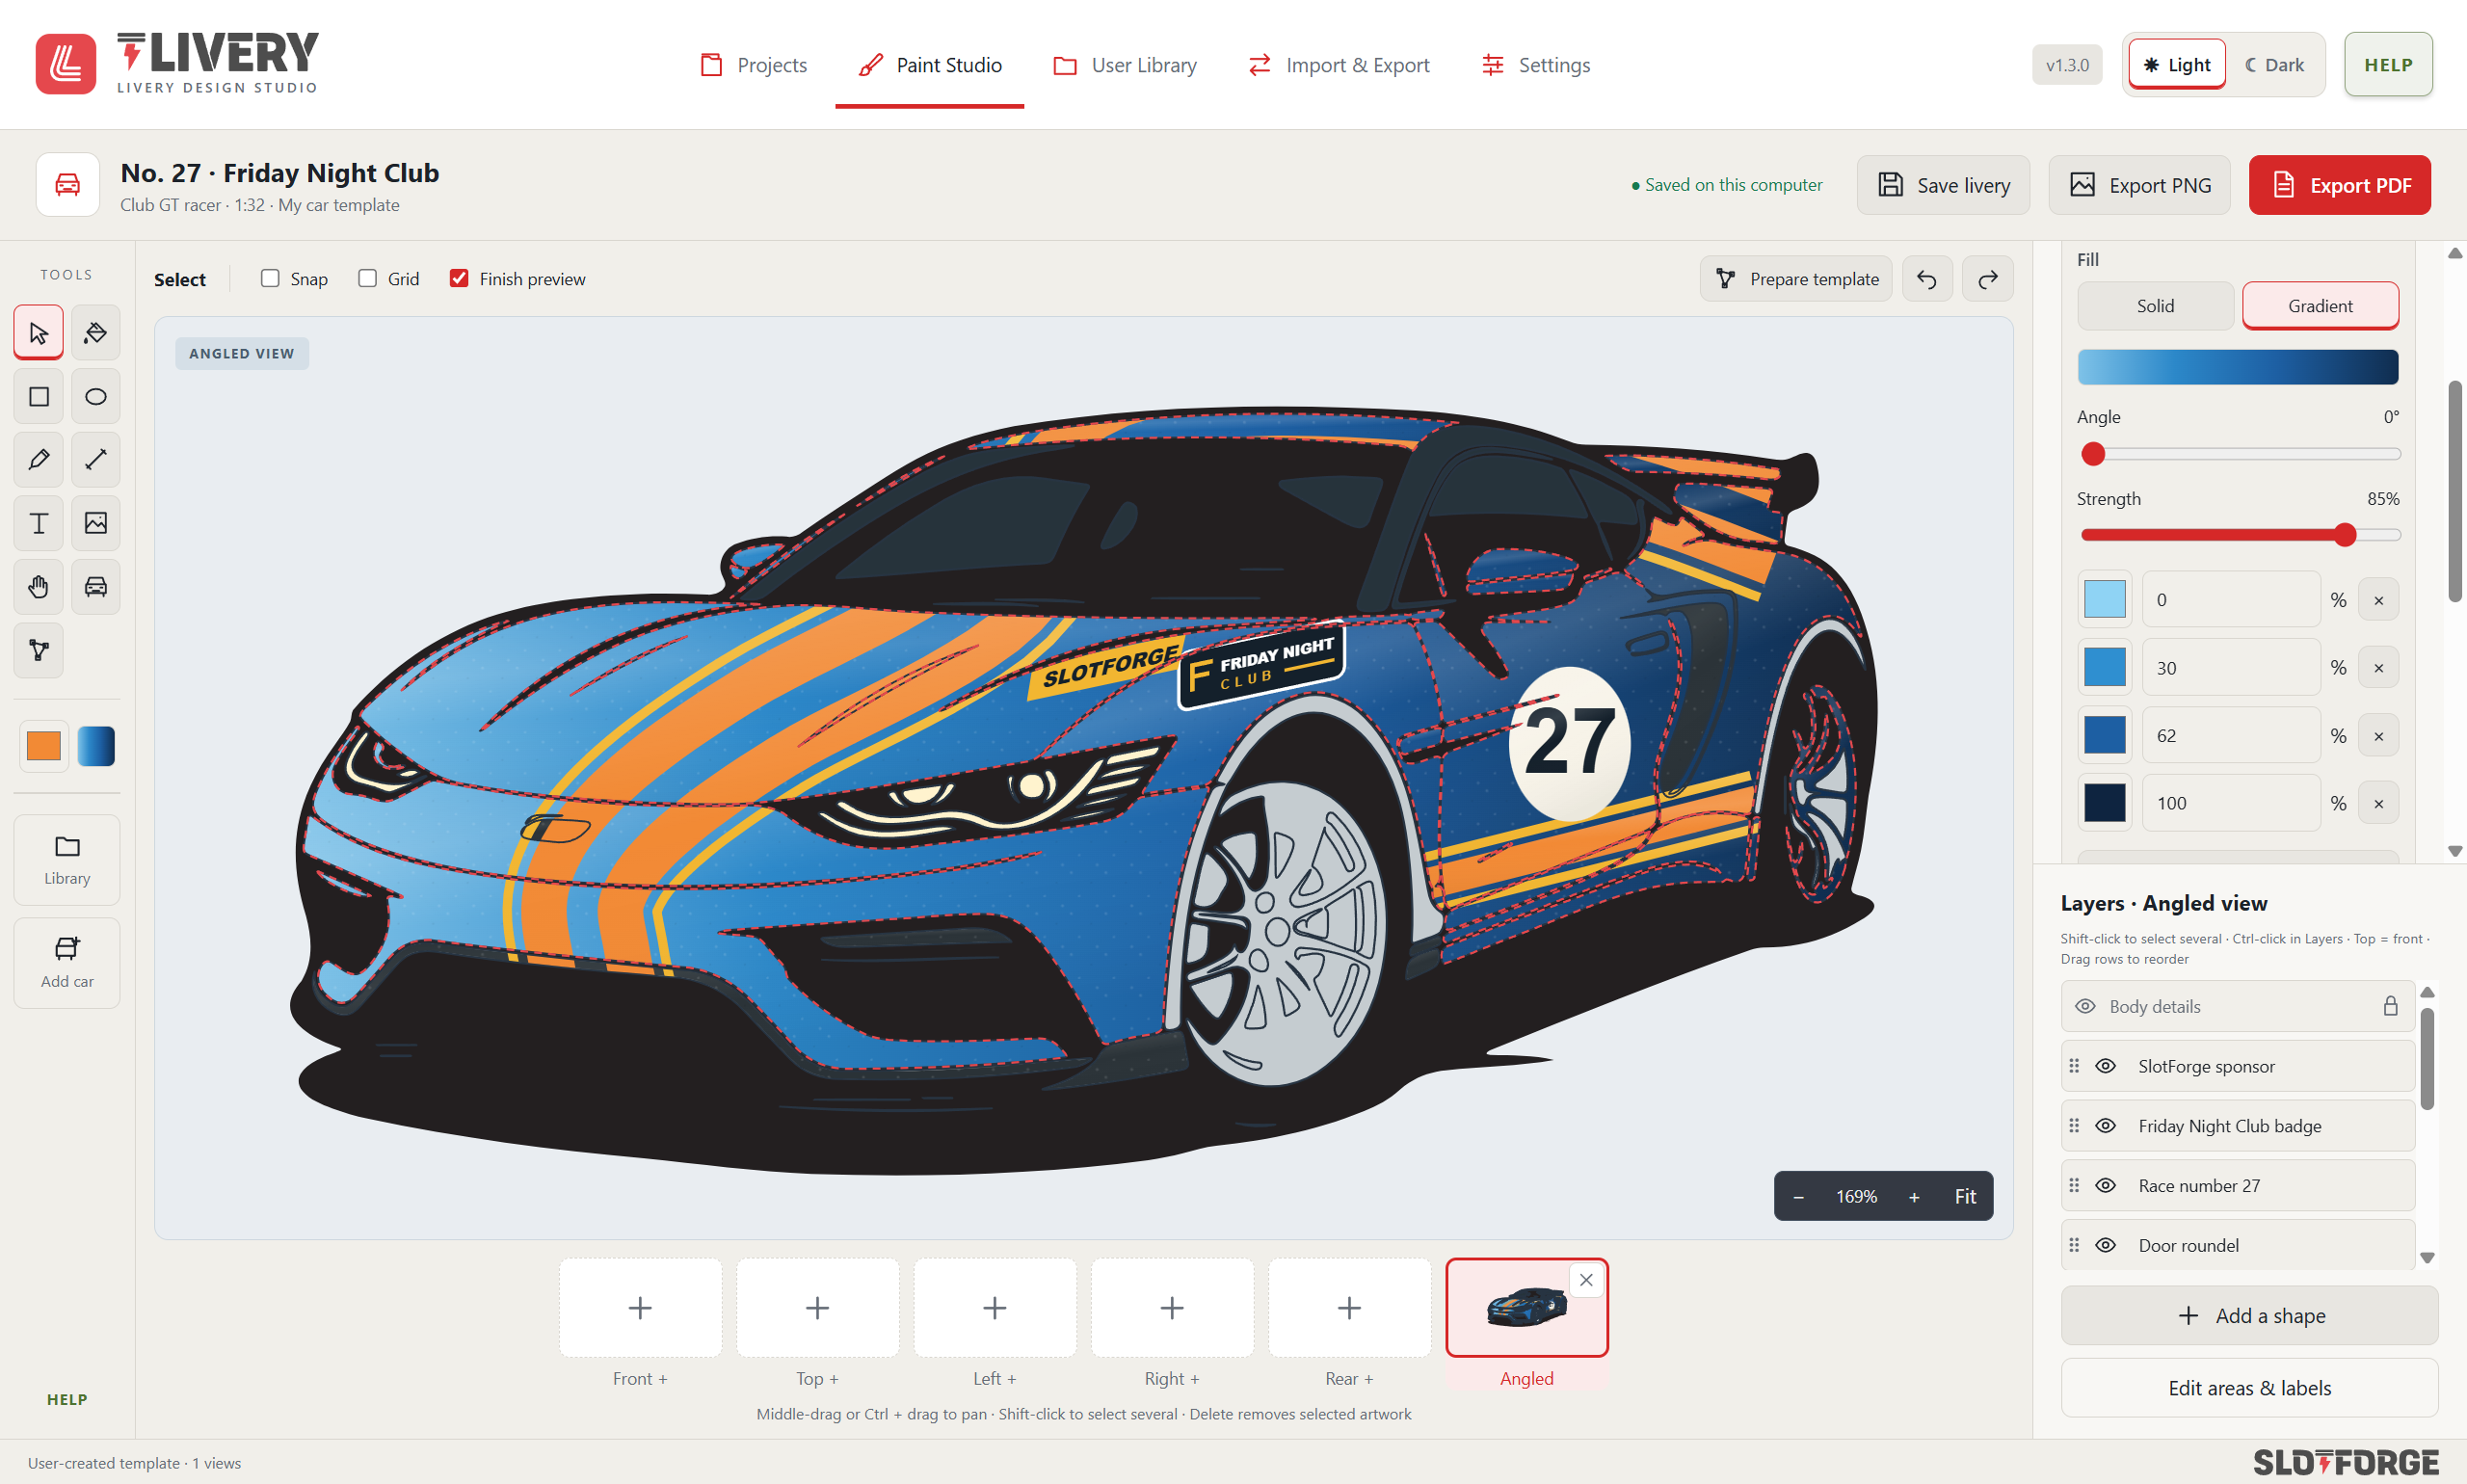 LIVERY
LIVERY DESIGN STUDIO
Projects
Paint Studio
User Library
Import & Export
Settings
v1.3.0
Light
Dark
HELP
No. 27 · Friday Night Club
Club GT racer · 1:32 · My car template
Saved on this computer
Save livery
Export PNG
Export PDF
TOOLS
Select
Snap
Grid
Finish preview
Prepare template
ANGLED VIEW
SLOTFORGE
F FRIDAY NIGHT
CLUB
27
Library
Add car
HELP
− 169% + Fit
Front +
Top +
Left +
Right +
Rear +
Angled
Middle-drag or Ctrl + drag to pan · Shift-click to select several · Delete removes selected artwork
Fill
Solid
Gradient
Angle 0°
Strength 85%
0 % ×
30 % ×
62 % ×
100 % ×
Layers · Angled view
Shift-click to select several · Ctrl-click in Layers · Top = front ·
Drag rows to reorder
Body details
SlotForge sponsor
Friday Night Club badge
Race number 27
Door roundel
+ Add a shape
Edit areas & labels
User-created template · 1 views
SLOTFORGE